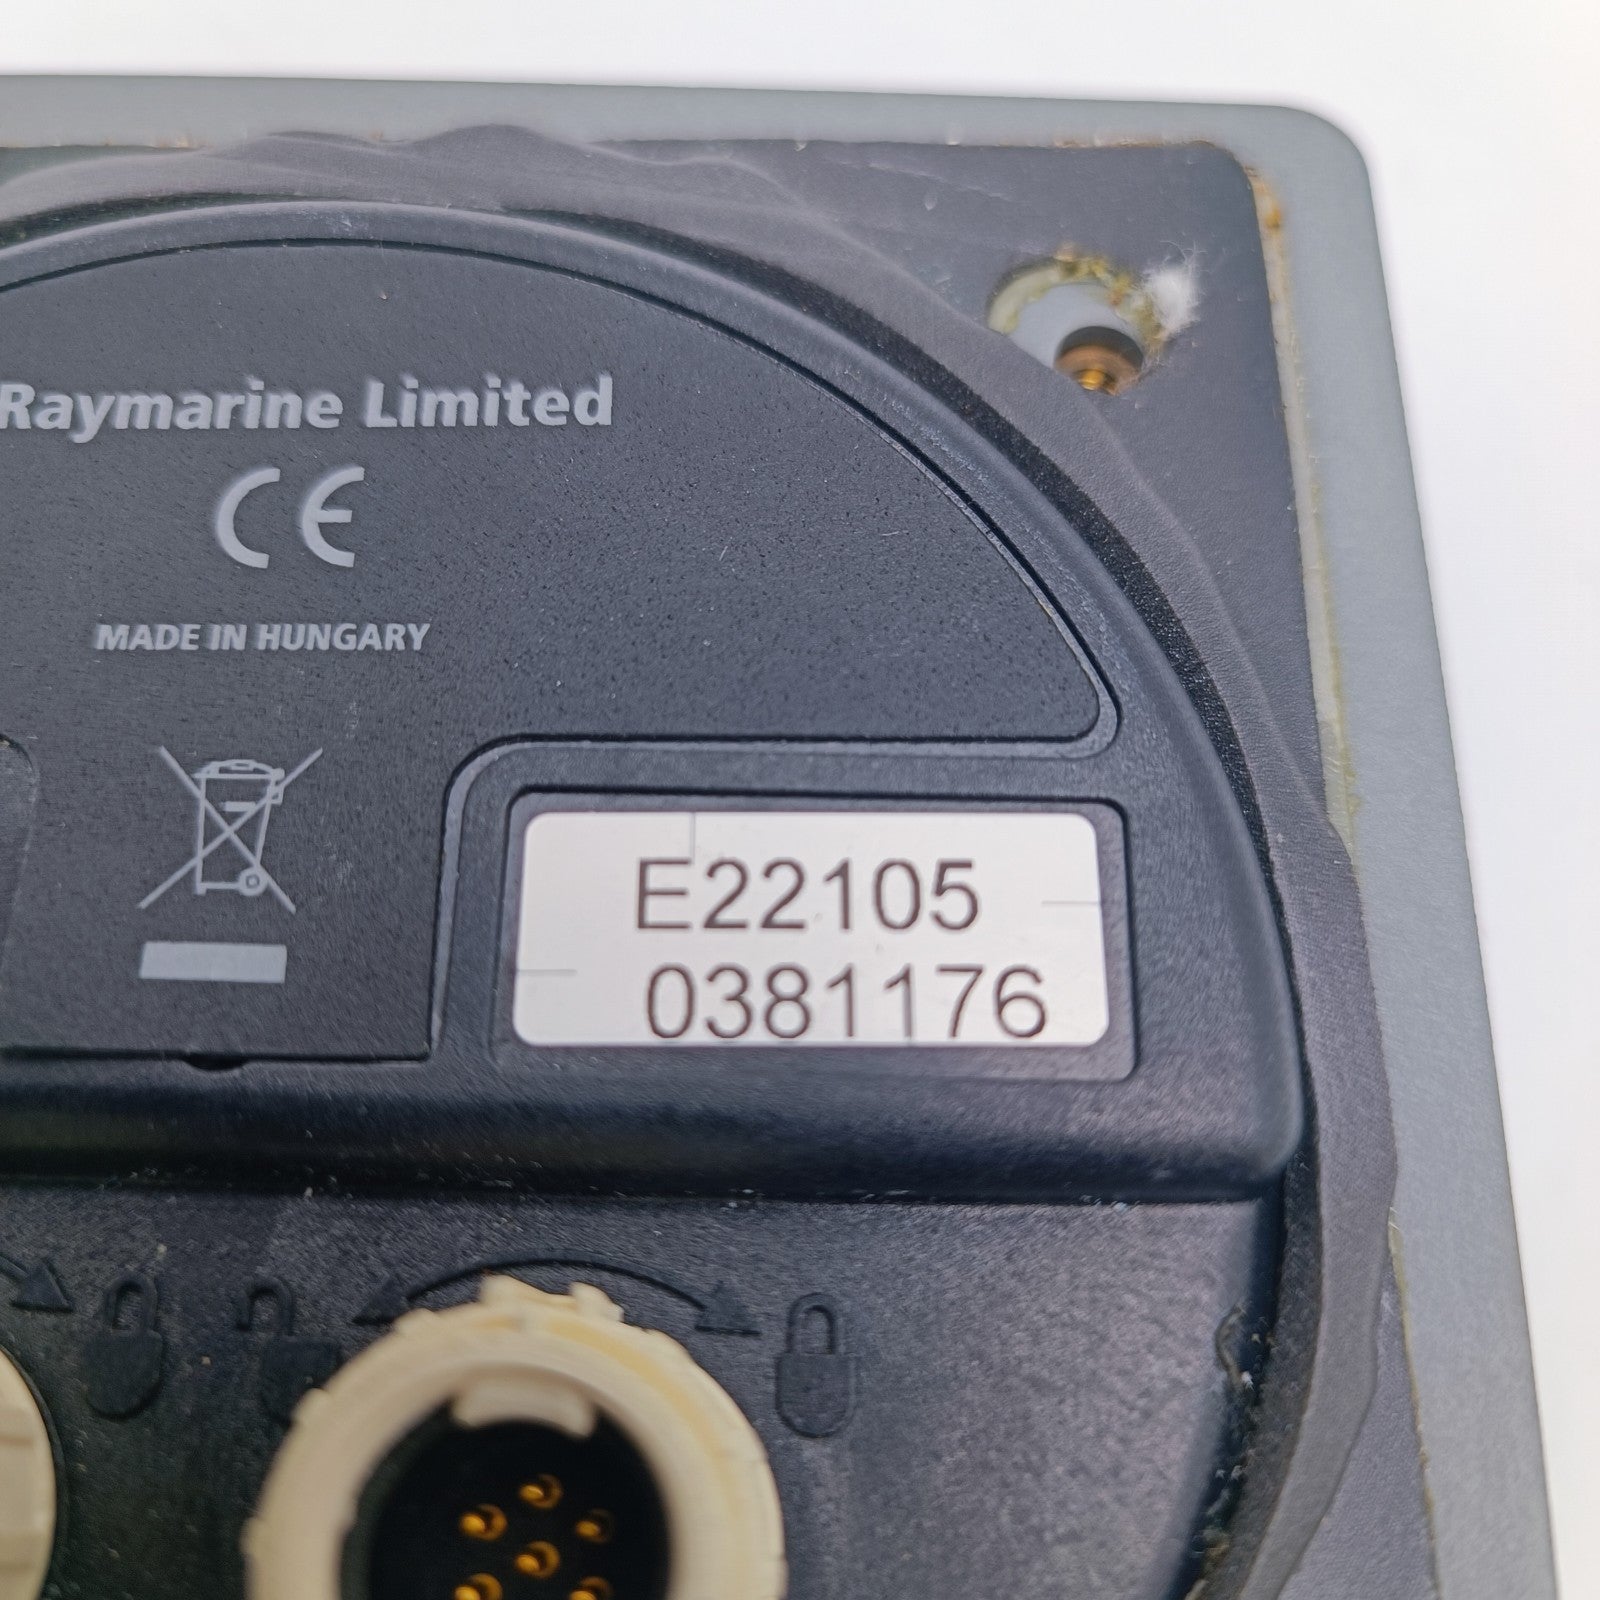 Raymarine Limited
CE
MADE IN HUNGARY
E22105
0381176